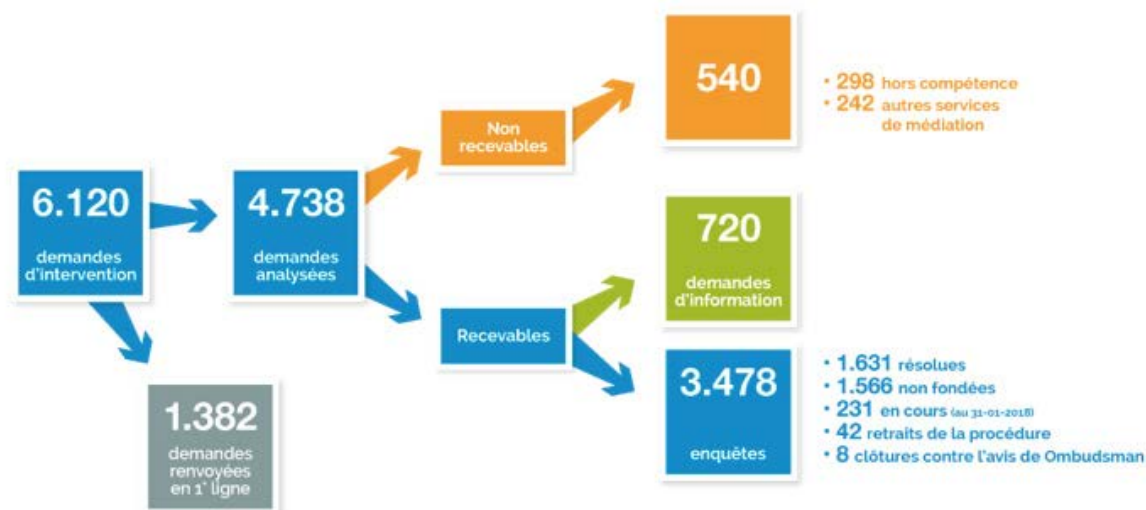 6.120
demandes
d'intervention
4.738
demandes
analysées
1.382
demandes
renvoyées
en 1° ligne
Non
recevables
540
• 298 hors compétence
• 242 autres services
de médiation
Recevables
720
demandes
d'information
3.478
enquêtes
• 1.631 résolues
• 1.566 non fondées
• 231 en cours (au 31-01-2018)
• 42 retraits de la procédure
• 8 clôtures contre l'avis de Ombudsman